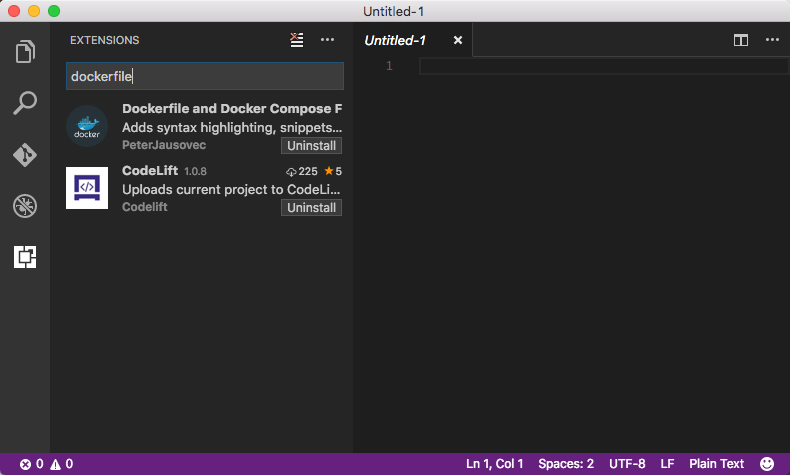 Untitled-1
EXTENSIONS
dockerfile
docker
Dockerfile and Docker Compose F
Adds syntax highlighting, snippets...
PeterJausovec
Uninstall
CodeLift 1.0.8 225 5
Uploads current project to CodeLi...
Codelift
Uninstall
Untitled-1
1
0 0
Ln 1, Col 1 Spaces: 2 UTF-8 LF Plain Text